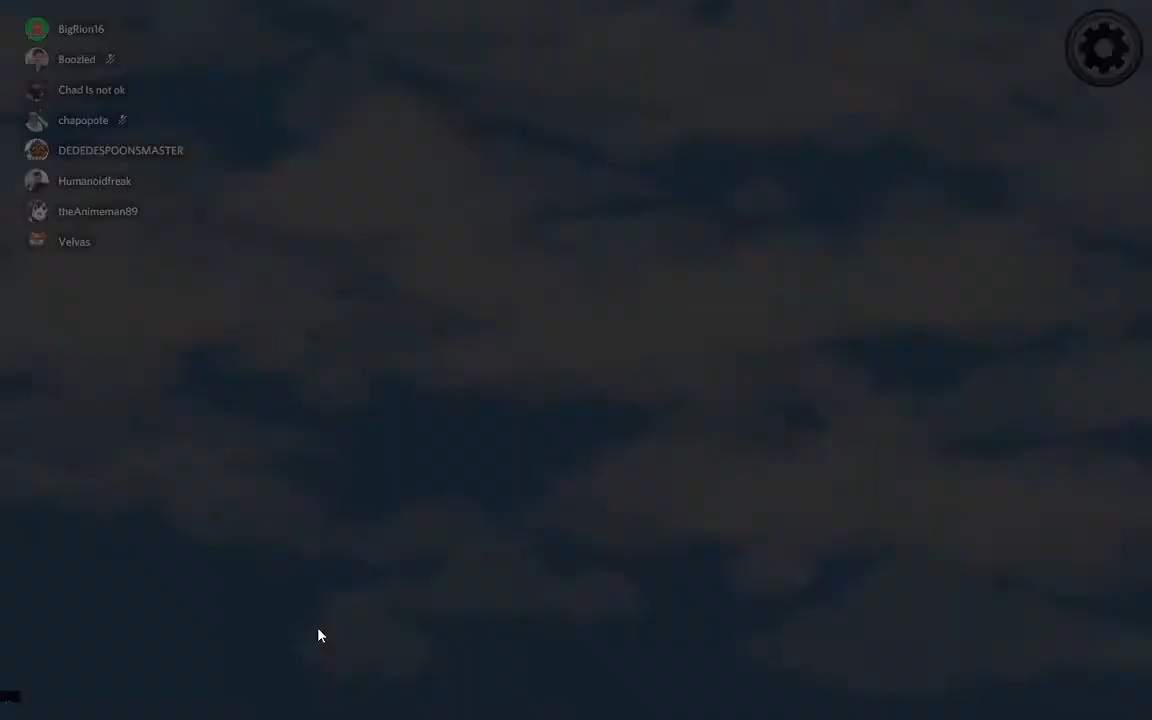 BigRion16
Boozled
Chad Is not ok
chapopote
DEDEDESPOONSMASTER
Humanoidfreak
theAnimeman89
Velvas